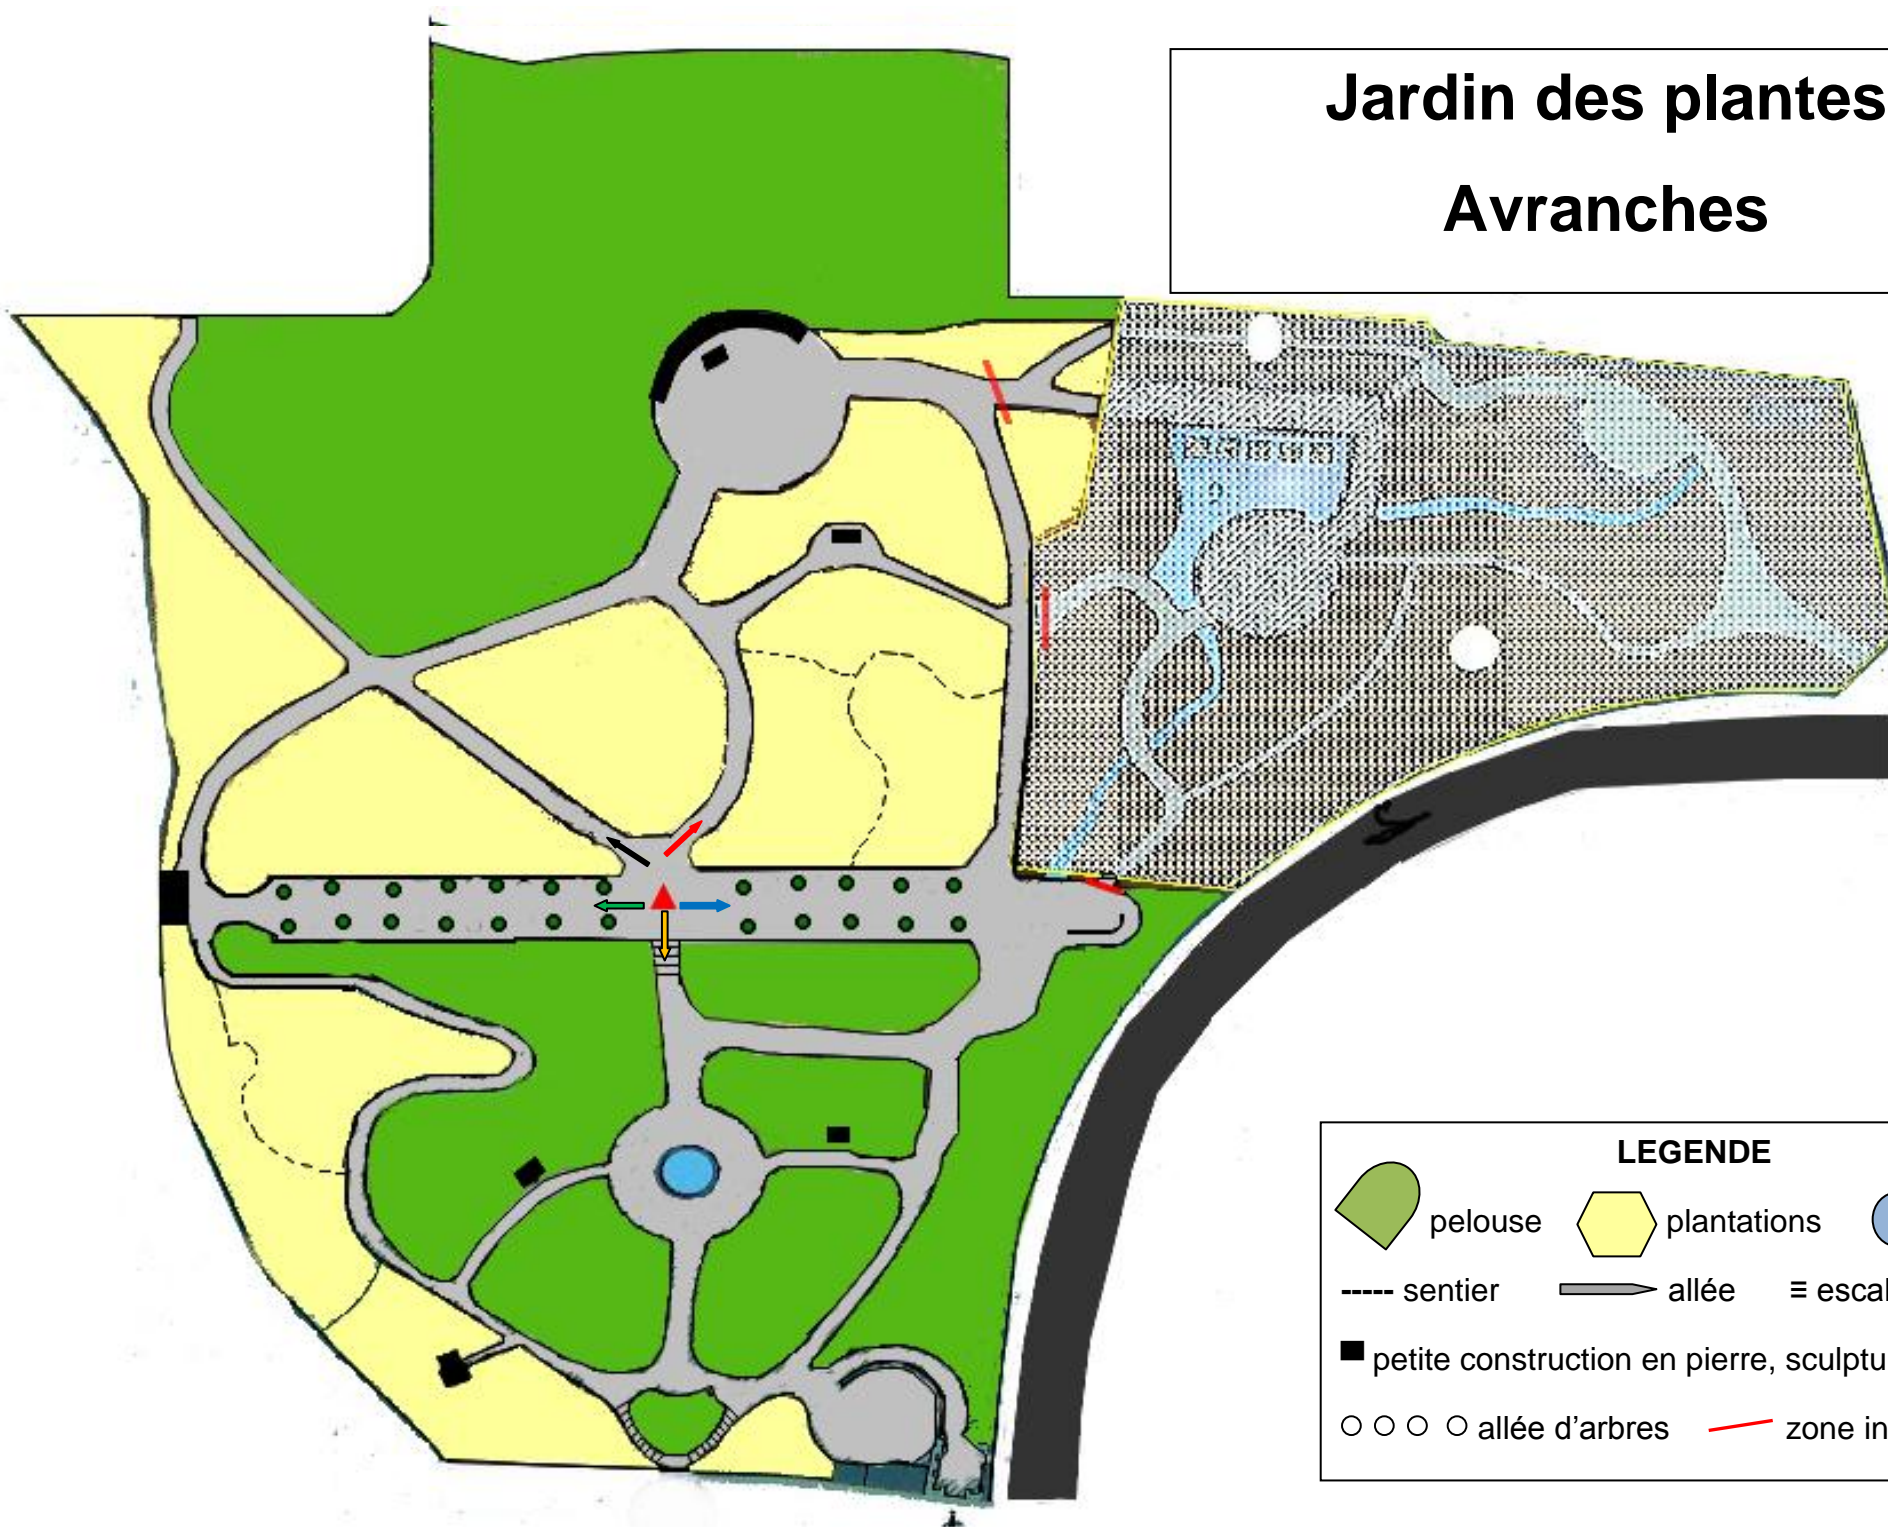 Jardin des plantes
Avranches
LEGENDE
pelouse plantations
sentier allée escal
petite construction en pierre, sculptu
allée d'arbres zone in